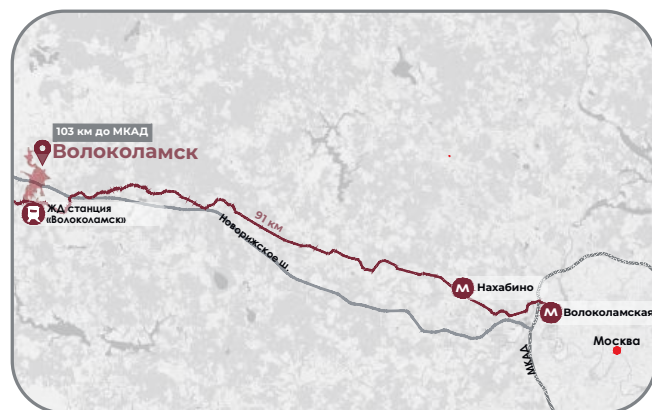 103 км до МКАД
Волоколамск
ЖД станция
«Волоколамск»
91 км
Новорижское ш.
М
Нахабино
М
Волоколамская
Москва
МКАД